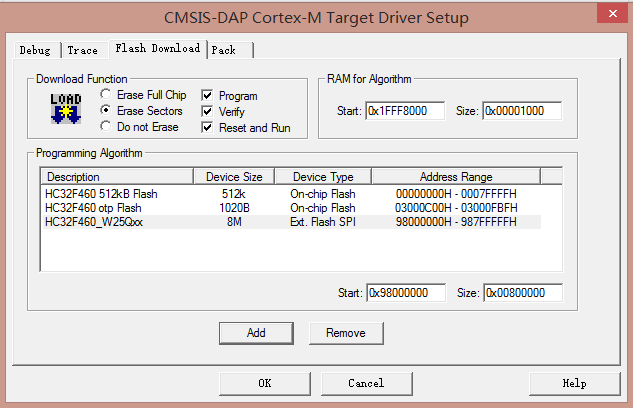 CMSIS-DAP Cortex-M Target Driver Setup
Debug Trace Flash Download Pack
Download Function
LOAD
Erase Full Chip
Erase Sectors
Do not Erase
Program
Verify
Reset and Run
RAM for Algorithm
Start: 0x1FFF8000 Size: 0x00001000
Programming Algorithm
Description Device Size Device Type Address Range
HC32F460 512kB Flash 512k On-chip Flash 00000000H - 0007FFFFH
HC32F460 otp Flash 1020B On-chip Flash 03000C00H - 03000FBFH
HC32F460_W25Qxx 8M Ext. Flash SPI 98000000H - 987FFFFFH
Start: 0x98000000 Size: 0x00800000
Add Remove
OK Cancel Help